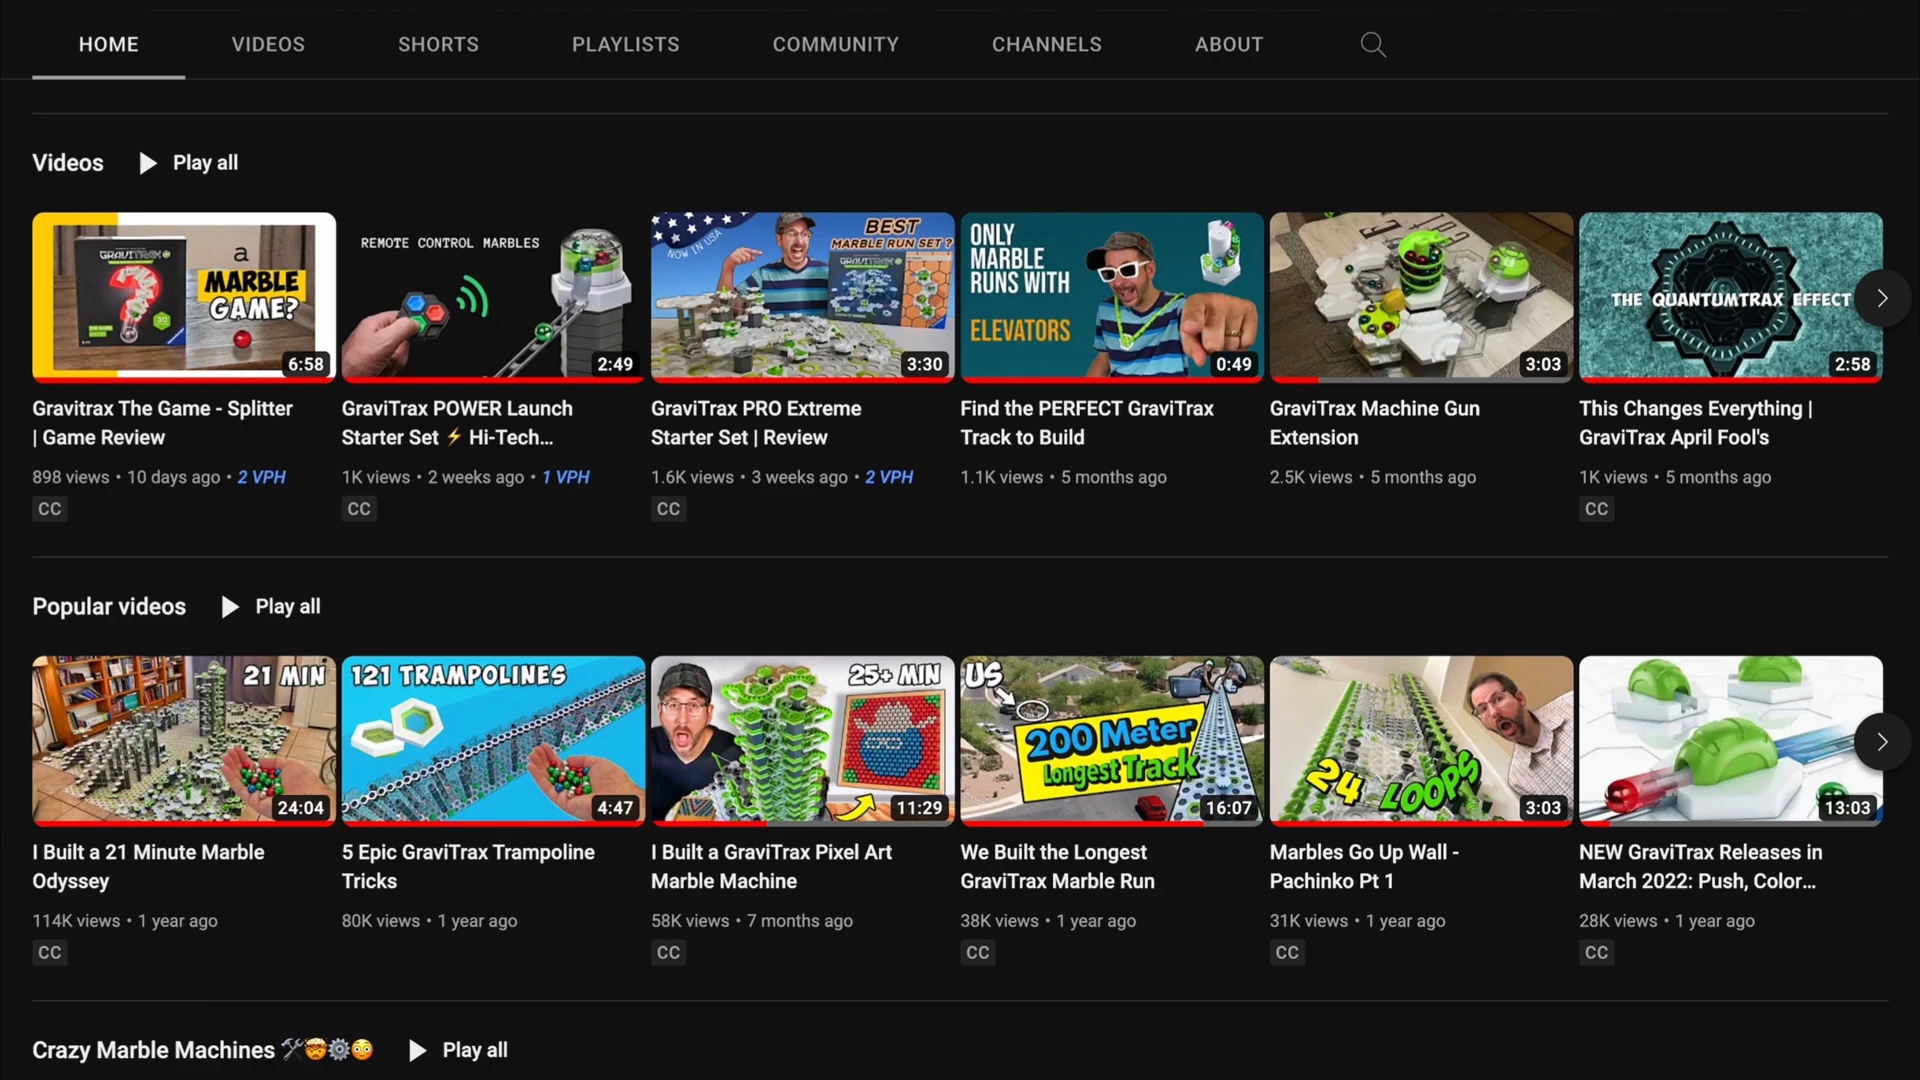 HOME VIDEOS SHORTS PLAYLISTS COMMUNITY CHANNELS ABOUT
Videos Play all
GRAVITRAX
a
MARBLE
GAME?
6:58
REMOTE CONTROL MARBLES
2:49
NOW IN USA
BEST
MARBLE RUN SET ?
GRAVITRAX
3:30
ONLY
MARBLE
RUNS WITH
ELEVATORS
0:49
3:03
THE QUANTUMTRAX EFFECT
2:58
Gravitrax The Game - Splitter
| Game Review
898 views • 10 days ago • 2 VPH
CC
GraviTrax POWER Launch
Starter Set ⚡ Hi-Tech...
1K views • 2 weeks ago • 1 VPH
CC
GraviTrax PRO Extreme
Starter Set | Review
1.6K views • 3 weeks ago • 2 VPH
CC
Find the PERFECT GraviTrax
Track to Build
1.1K views • 5 months ago
GraviTrax Machine Gun
Extension
2.5K views • 5 months ago
This Changes Everything |
GraviTrax April Fool's
1K views • 5 months ago
CC
Popular videos Play all
21 MIN
24:04
121 TRAMPOLINES
4:47
25+ MIN
11:29
US
200 Meter
Longest Track
16:07
24 LOOPS
3:03
13:03
I Built a 21 Minute Marble
Odyssey
114K views • 1 year ago
CC
5 Epic GraviTrax Trampoline
Tricks
80K views • 1 year ago
I Built a GraviTrax Pixel Art
Marble Machine
58K views • 7 months ago
CC
We Built the Longest
GraviTrax Marble Run
38K views • 1 year ago
CC
Marbles Go Up Wall -
Pachinko Pt 1
31K views • 1 year ago
CC
NEW GraviTrax Releases in
March 2022: Push, Color...
28K views • 1 year ago
CC
Crazy Marble Machines 🛠🤯⚙😳 Play all